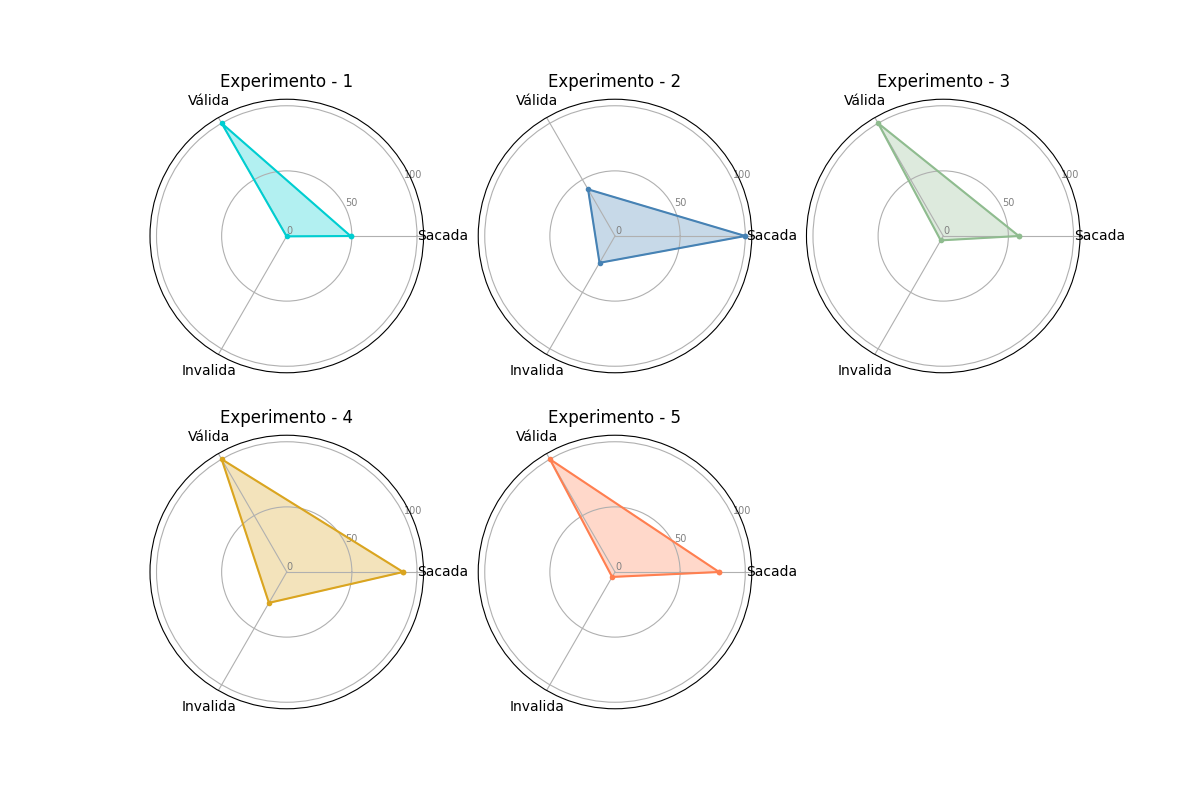 Experimento - 1
Válida
100
50
0
Sacada
Invalida
Experimento - 2
Válida
100
50
0
Sacada
Invalida
Experimento - 3
Válida
100
50
0
Sacada
Invalida
Experimento - 4
Válida
100
50
0
Sacada
Invalida
Experimento - 5
Válida
100
50
0
Sacada
Invalida